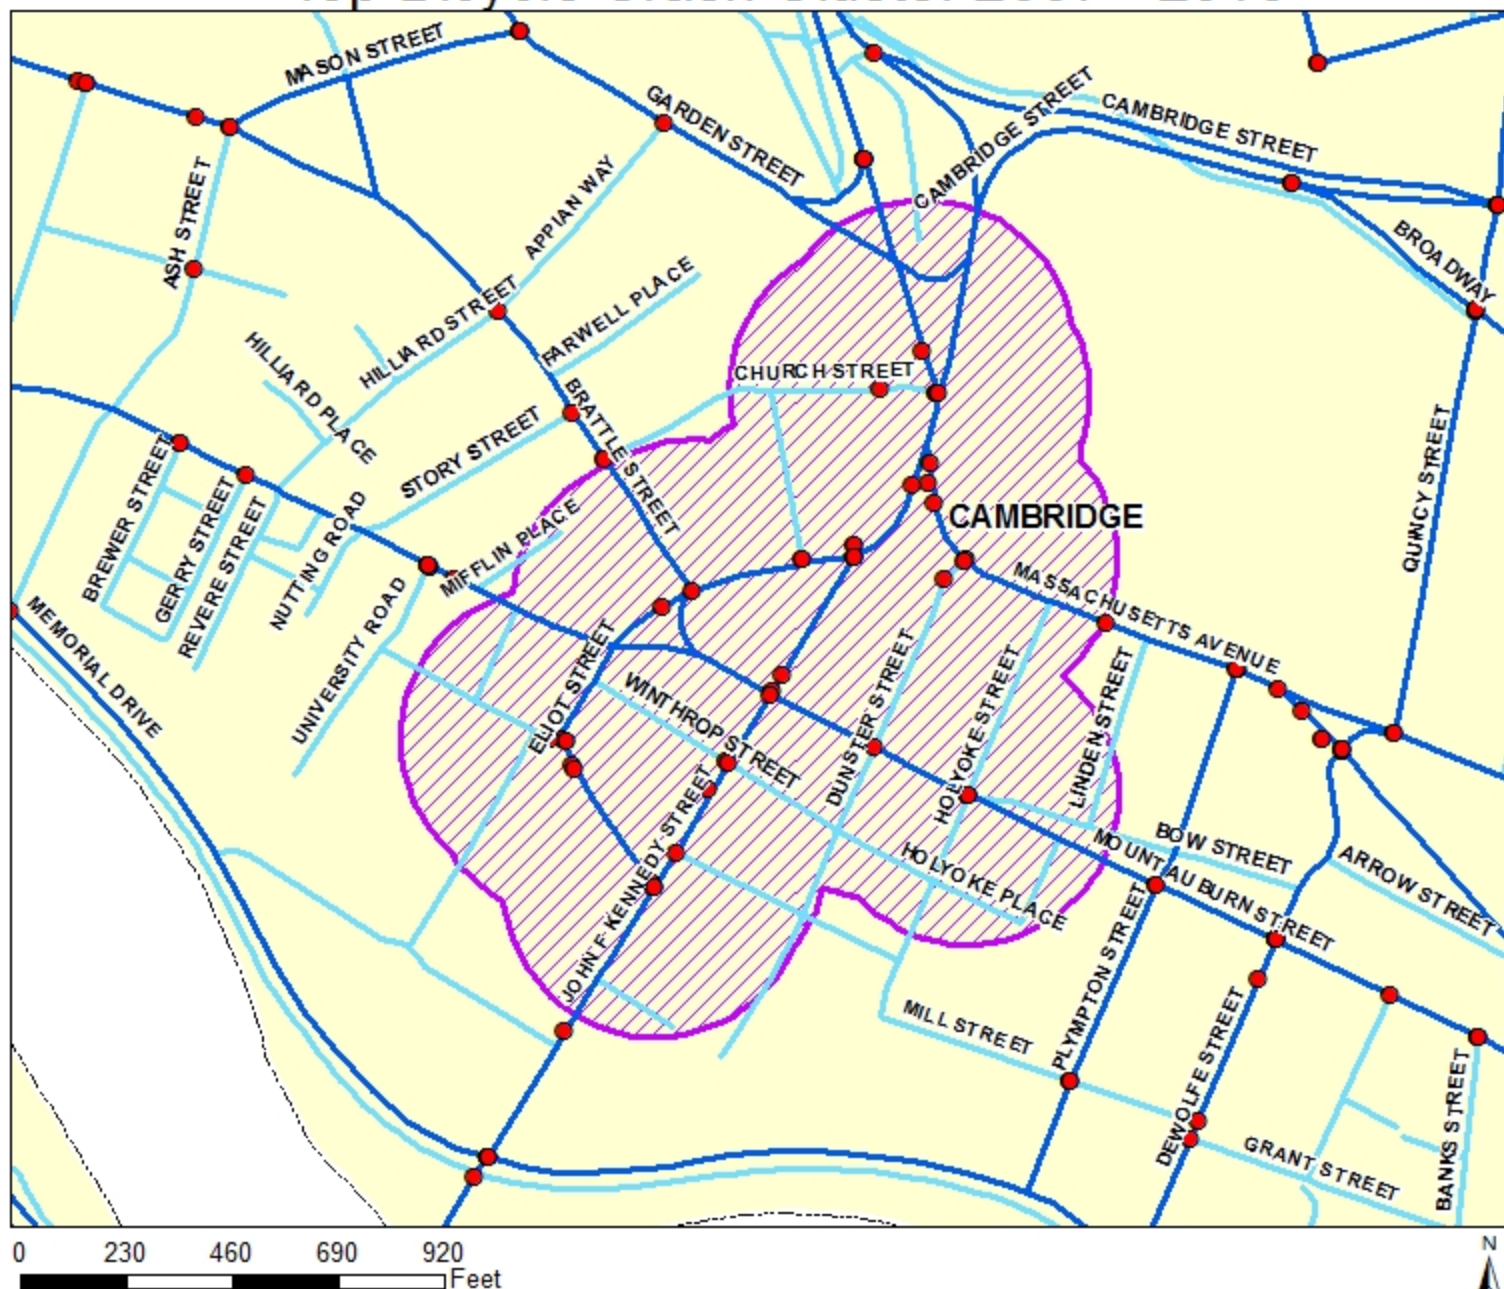 MASON STREET
GARDEN STREET
CAMBRIDGE STREET
CAMBRIDGE STREET
BROADWAY
ASH STREET
APPIAN WAY
HILLIARD STREET
FARWELL PLACE
HILLIARD PLACE
CHURCH STREET
BRATTLE STREET
STORY STREET
QUINCY STREET
BREWER STREET
GERRY STREET
REVERE STREET
NUTTING ROAD
MIFFLIN PLACE
CAMBRIDGE
MASSACHUSETTS AVENUE
MEMORIAL DRIVE
UNIVERSITY ROAD
ELIOT STREET
WINTHROP STREET
DUNSTER STREET
HOLYOKE STREET
LINDEN STREET
JOHN F KENNEDY STREET
HOLYOKE PLACE
MOUNT AUBURN STREET
BOW STREET
ARROW STREET
PLYMPTON STREET
MILL STREET
DEWOLFE STREET
GRANT STREET
BANKS STREET
0 230 460 690 920
Feet
N